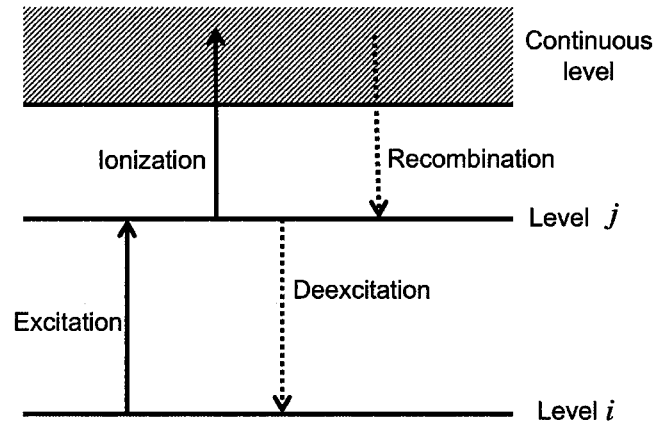 Continuous
level
Ionization
Recombination
Level j
Deexcitation
Excitation
Level i